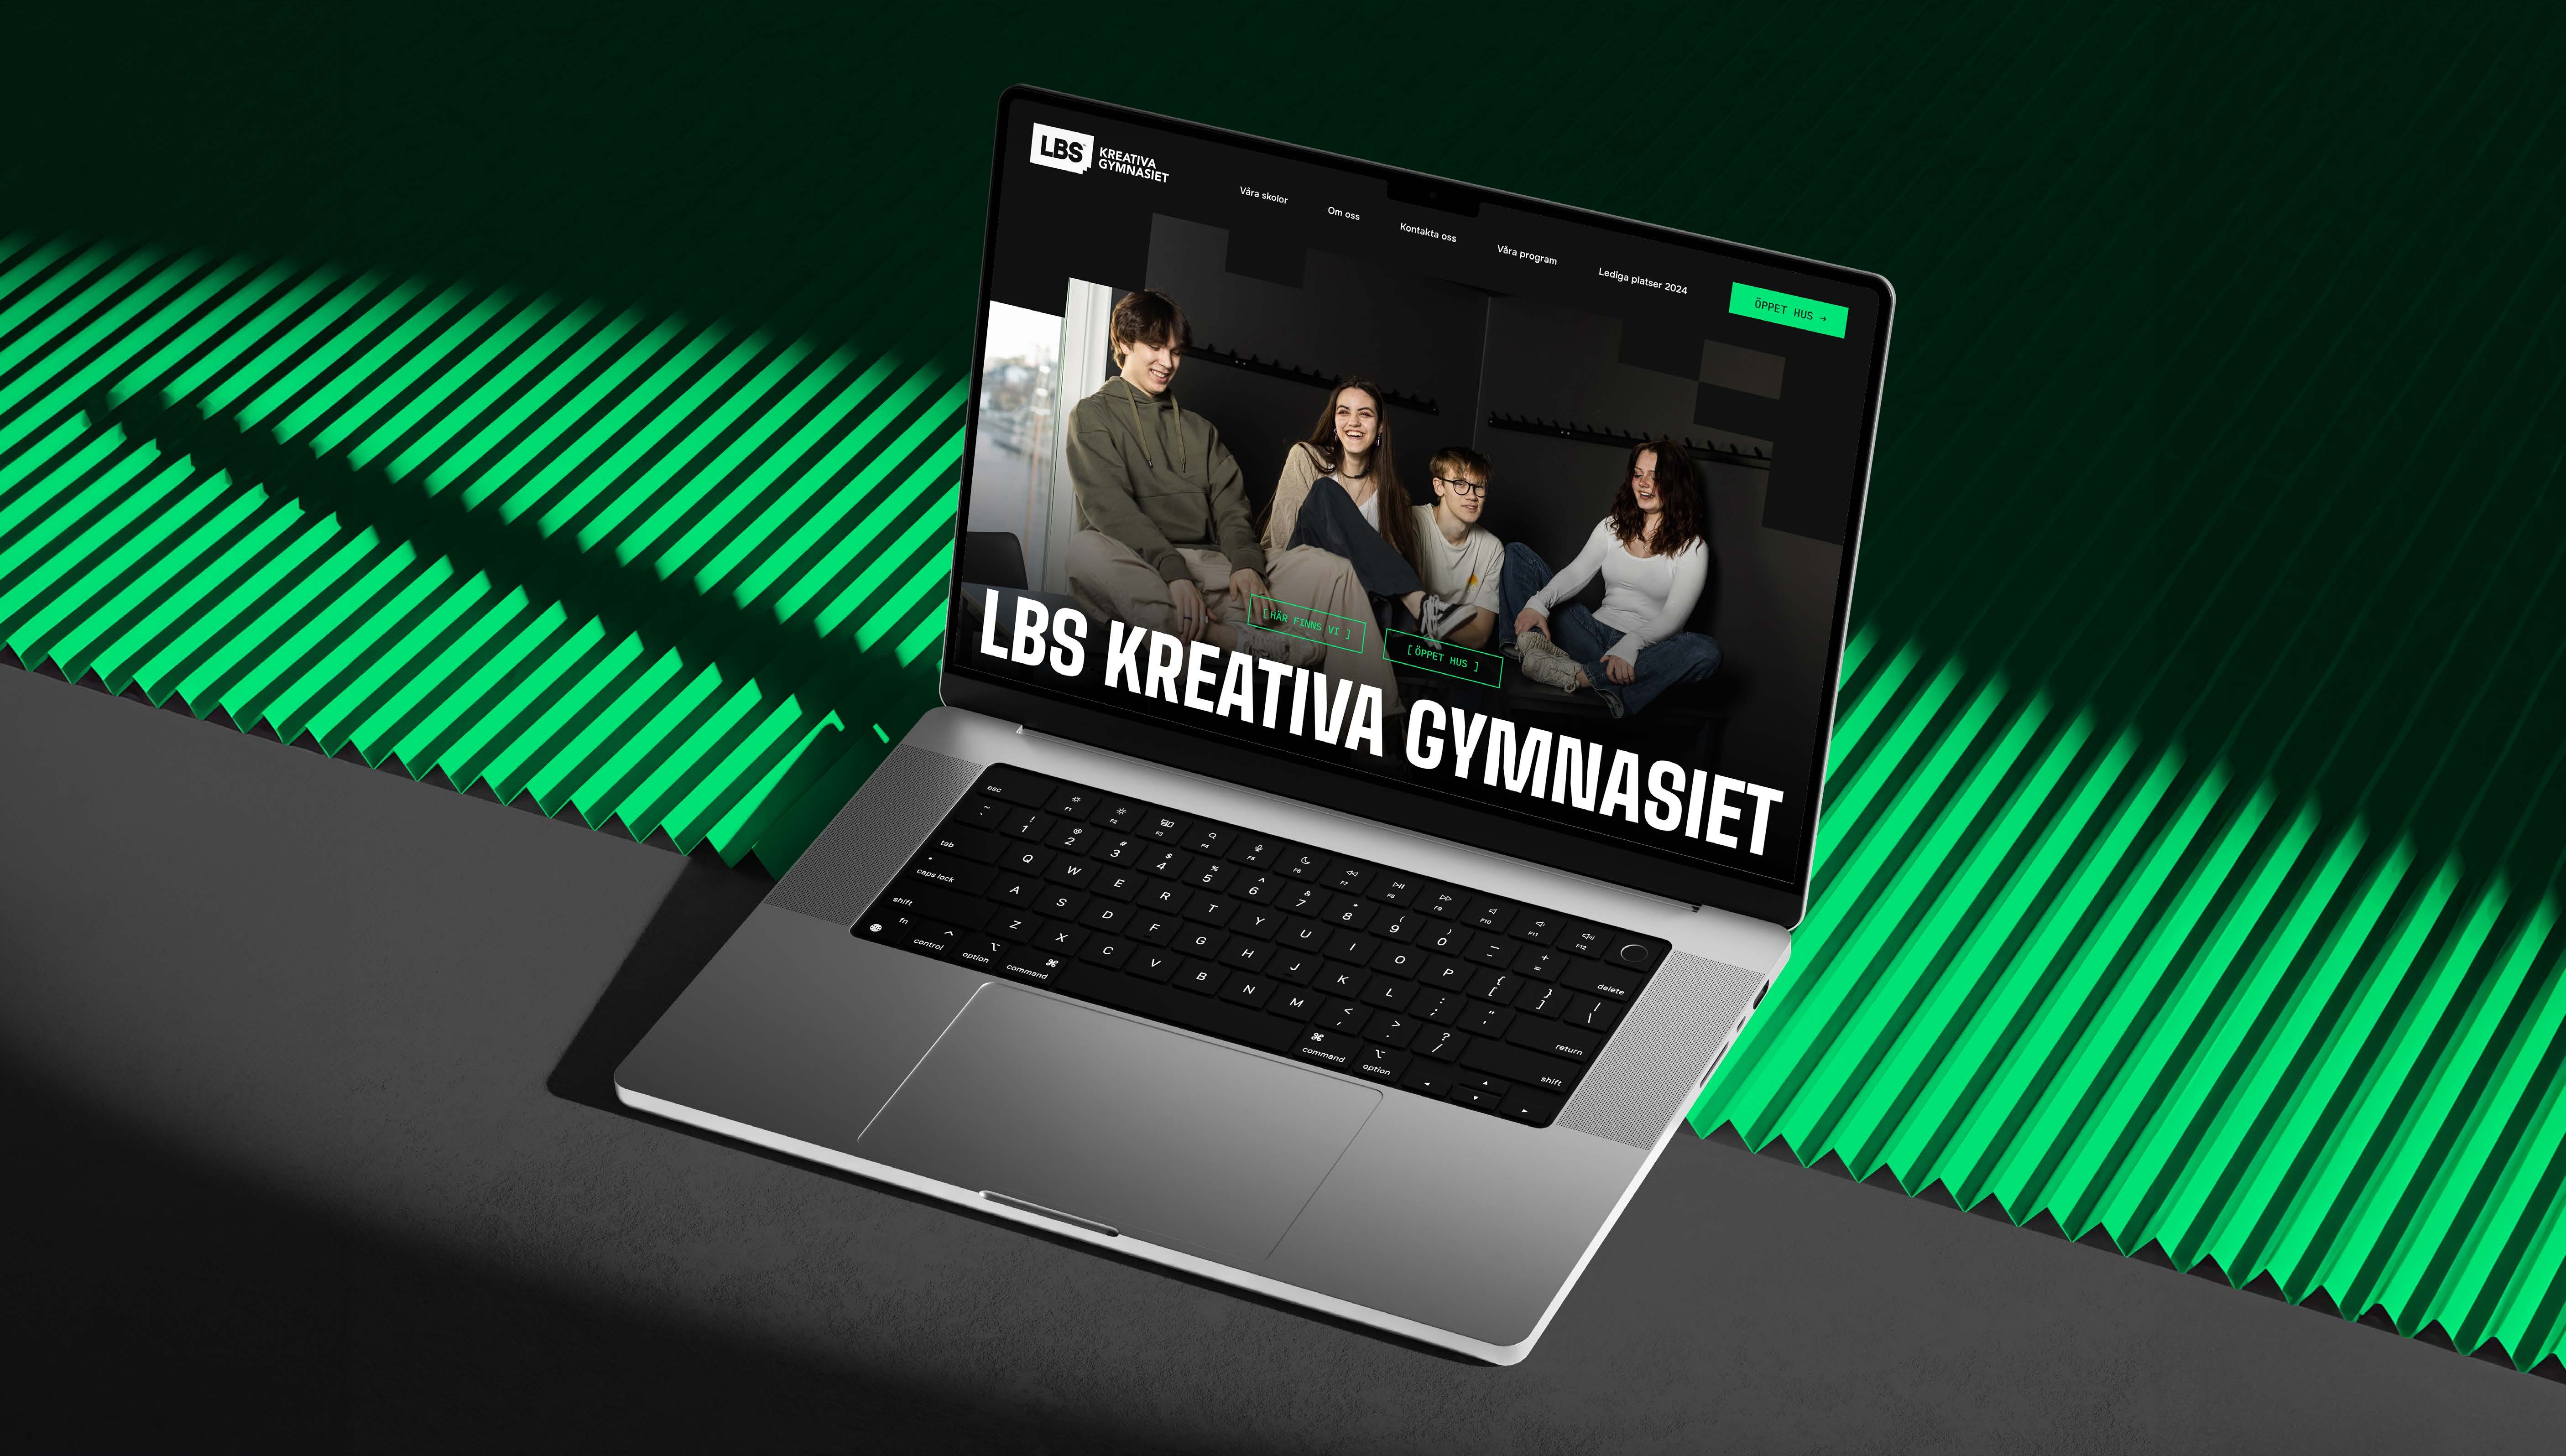 LBS
KREATIVA
GYMNASIET
Våra skolor
Om oss
Kontakta oss
Våra program
Lediga platser 2024
ÖPPET HUS →
[ HÄR FINNS VI ]
[ ÖPPET HUS ]
LBS KREATIVA GYMNASIET
esc F1 F2 F3 F4 F5 F6 F7 F8 F9 F10 F11 F12
~ ! @ # $ % ^ & * ( ) — +
` 1 2 3 4 5 6 7 8 9 0 - = delete
tab Q W E R T Y U I O P { [ } ] | \
caps lock A S D F G H J K L : ; " ' return
shift Z X C V B N M < , > . ? / shift
fn control option command command option